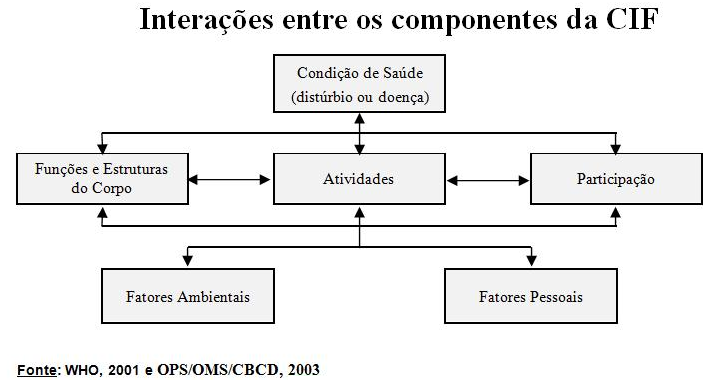 Interações entre os componentes da CIF
Condição de Saúde
(distúrbio ou doença)
Funções e Estruturas
do Corpo
Atividades
Participação
Fatores Ambientais
Fatores Pessoais
Fonte: WHO, 2001 e OPS/OMS/CBCD, 2003